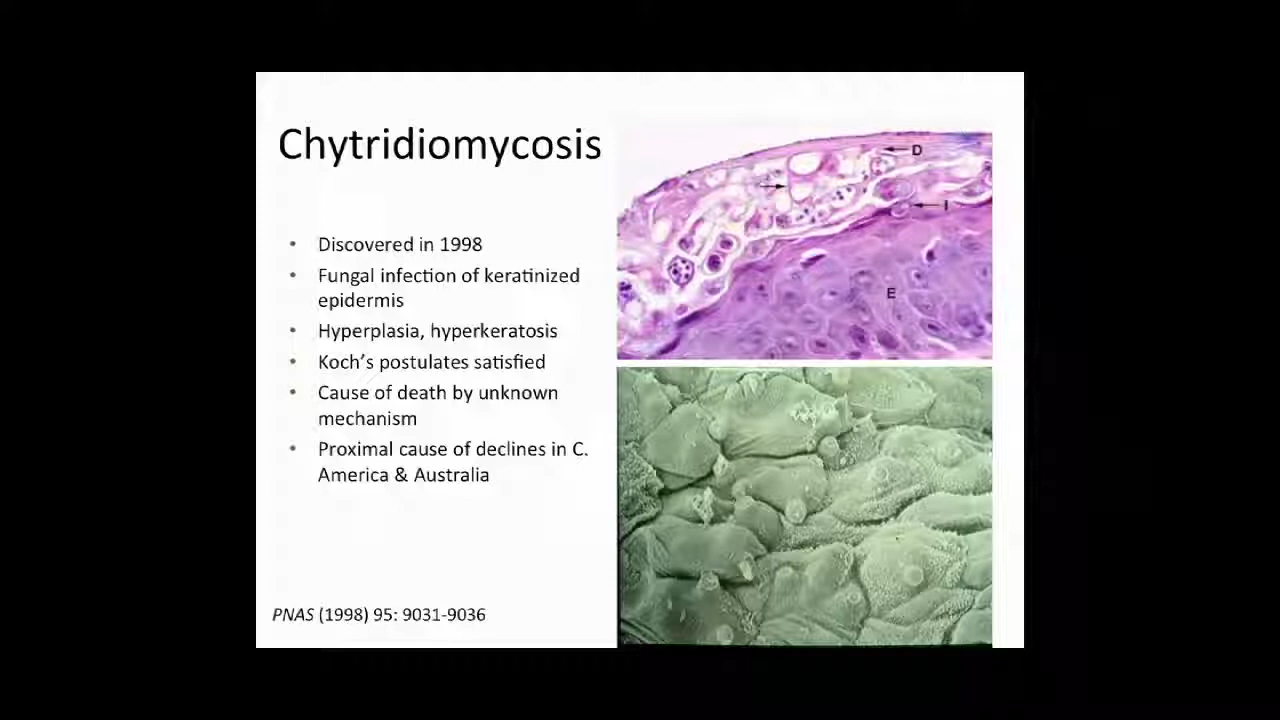 Chytridiomycosis
• Discovered in 1998
• Fungal infection of keratinized
epidermis
• Hyperplasia, hyperkeratosis
• Koch's postulates satisfied
• Cause of death by unknown
mechanism
• Proximal cause of declines in C.
America & Australia
PNAS (1998) 95: 9031-9036
D
I
E